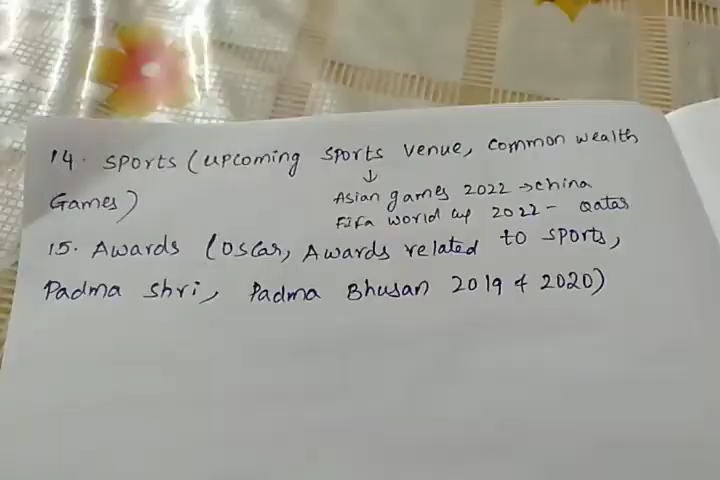 14. Sports (upcoming sports venue, common wealth
Games)
↓
Asian games 2022 → china
Fifa world cup 2022 - Qatar
15. Awards (Oscar, Awards related to sports,
Padma Shri, Padma Bhusan 2019 & 2020)